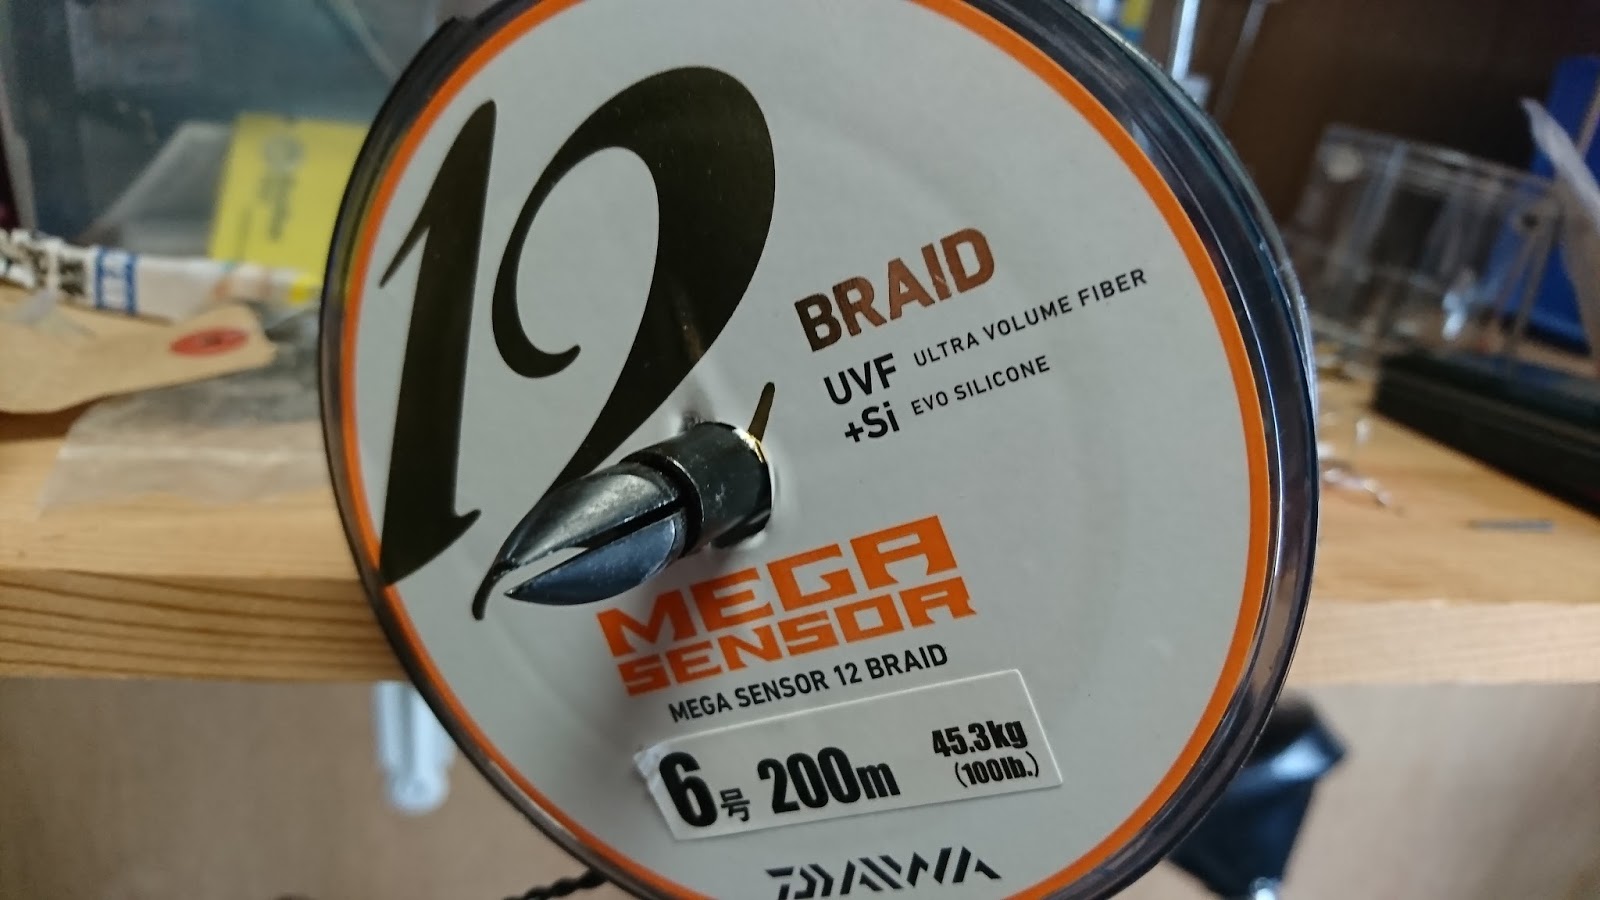 12
BRAID
UVF ULTRA VOLUME FIBER
+Si EVO SILICONE
MEGA
SENSOR
MEGA SENSOR 12 BRAID
6号 200m 45.3kg
(100lb.)
DAIWA